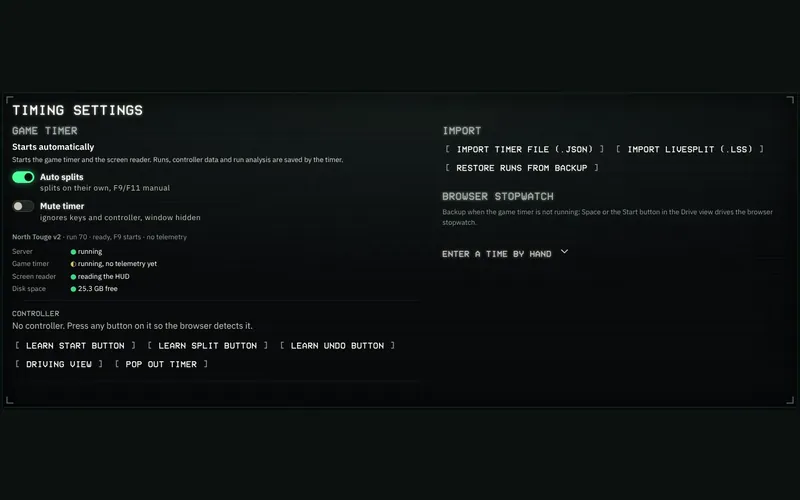 TIMING SETTINGS
GAME TIMER
Starts automatically
Starts the game timer and the screen reader. Runs, controller data and run analysis are saved by the timer.
Auto splits
splits on their own, F9/F11 manual
Mute timer
ignores keys and controller, window hidden
North Touge v2 · run 70 · ready, F9 starts · no telemetry
Server running
Game timer running, no telemetry yet
Screen reader reading the HUD
Disk space 25.3 GB free
CONTROLLER
No controller. Press any button on it so the browser detects it.
[ LEARN START BUTTON ] [ LEARN SPLIT BUTTON ] [ LEARN UNDO BUTTON ]
[ DRIVING VIEW ] [ POP OUT TIMER ]
IMPORT
[ IMPORT TIMER FILE (.JSON) ] [ IMPORT LIVESPLIT (.LSS) ]
[ RESTORE RUNS FROM BACKUP ]
BROWSER STOPWATCH
Backup when the game timer is not running: Space or the Start button in the Drive view drives the browser
stopwatch.
ENTER A TIME BY HAND